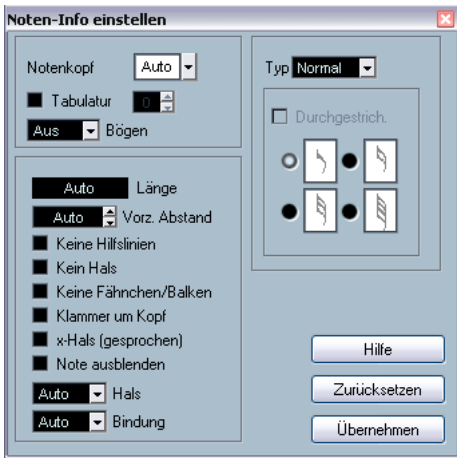 Noten-Info einstellen
Notenkopf Auto
Tabulatur 0
Aus Bögen
Typ Normal
Durchgestrich.
Auto Länge
Auto Vorz. Abstand
Keine Hilfslinien
Kein Hals
Keine Fähnchen/Balken
Klammer um Kopf
x-Hals (gesprochen)
Note ausblenden
Auto Hals
Auto Bindung
Hilfe
Zurücksetzen
Übernehmen